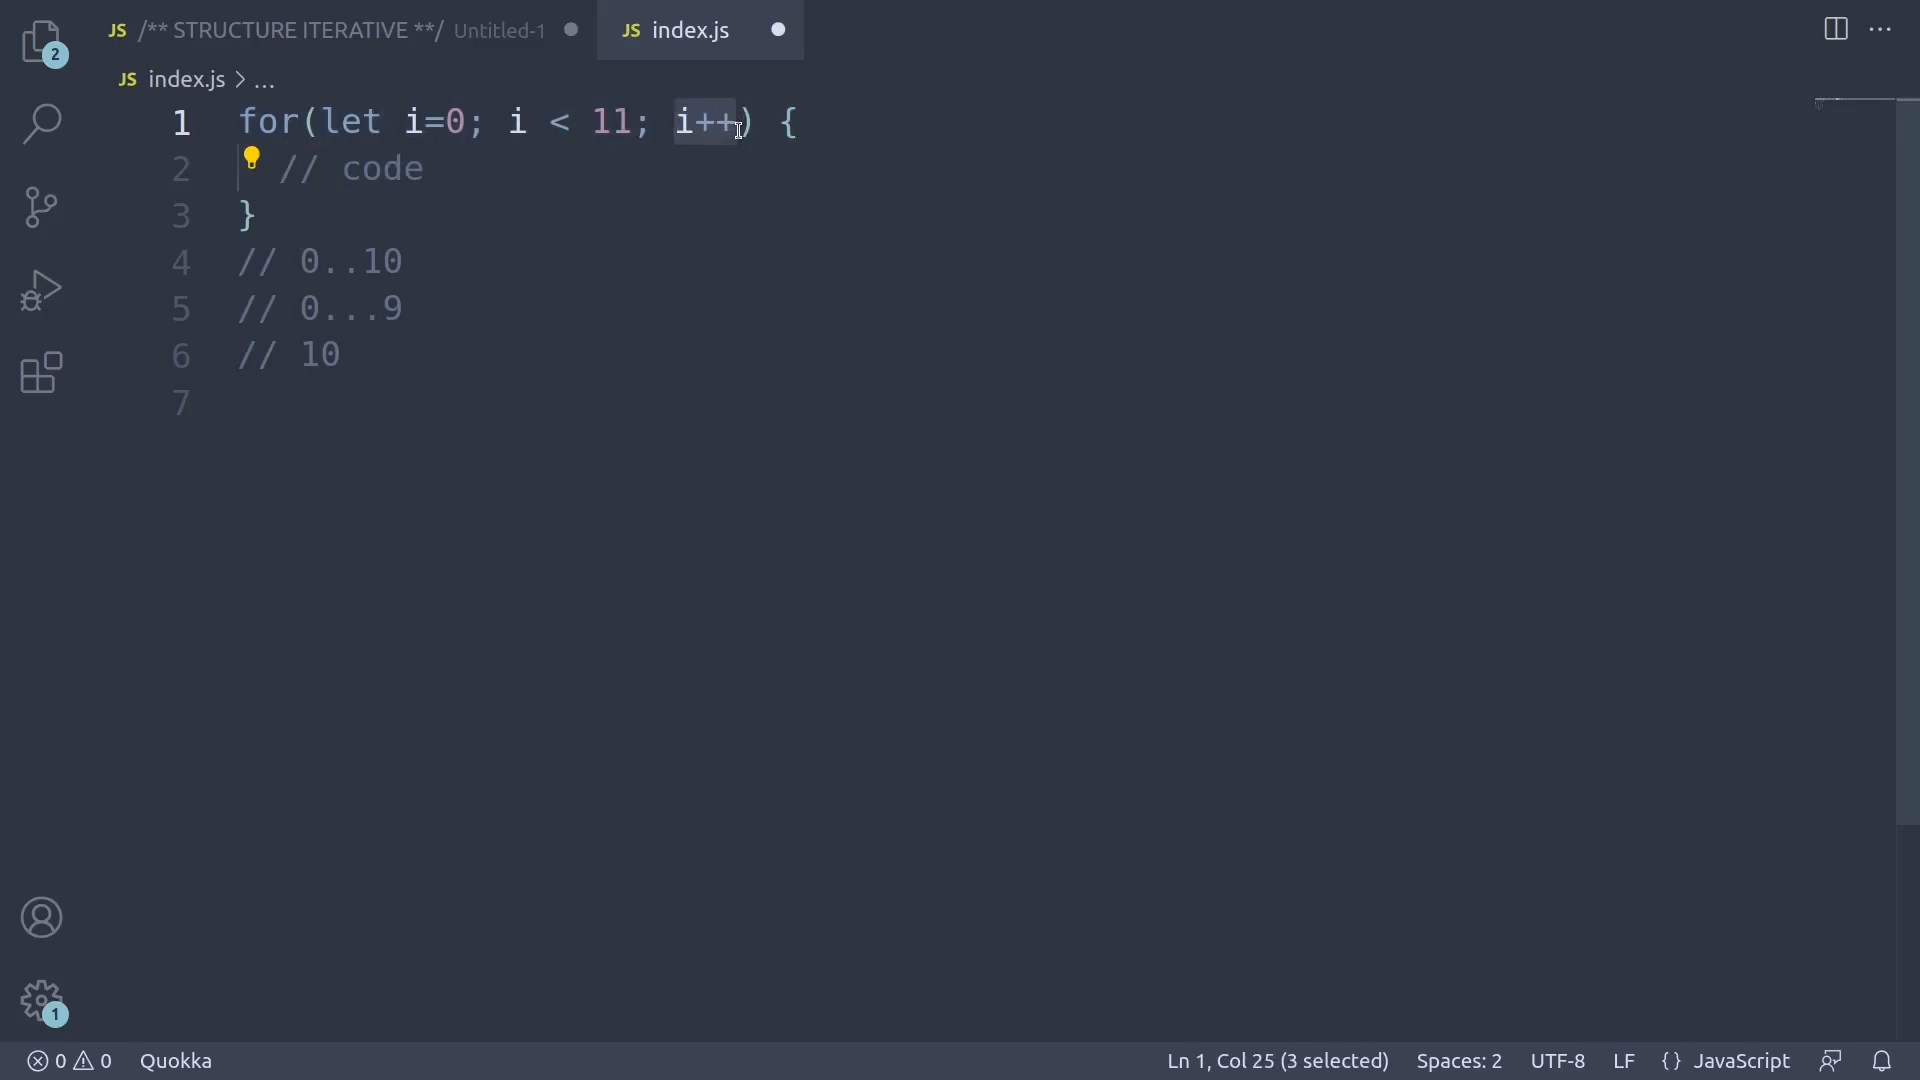 2
JS /** STRUCTURE ITERATIVE **/ Untitled-1
JS index.js
JS index.js > ...
1 for(let i=0; i < 11; i++) {
2 // code
3 }
4 // 0..10
5 // 0...9
6 // 10
7
1
0 0 Quokka Ln 1, Col 25 (3 selected) Spaces: 2 UTF-8 LF {} JavaScript